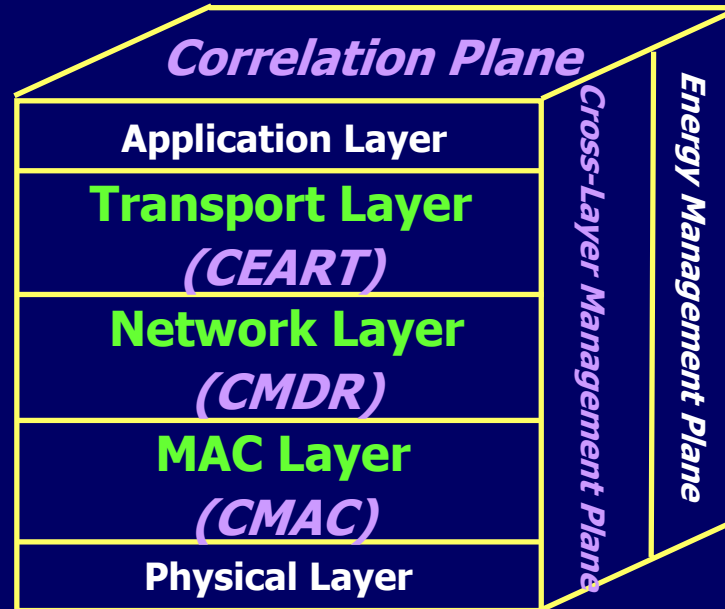 Correlation Plane
Application Layer
Transport Layer
(CEART)
Network Layer
(CMDR)
MAC Layer
(CMAC)
Physical Layer
Cross-Layer Management Plane
Energy Management Plane